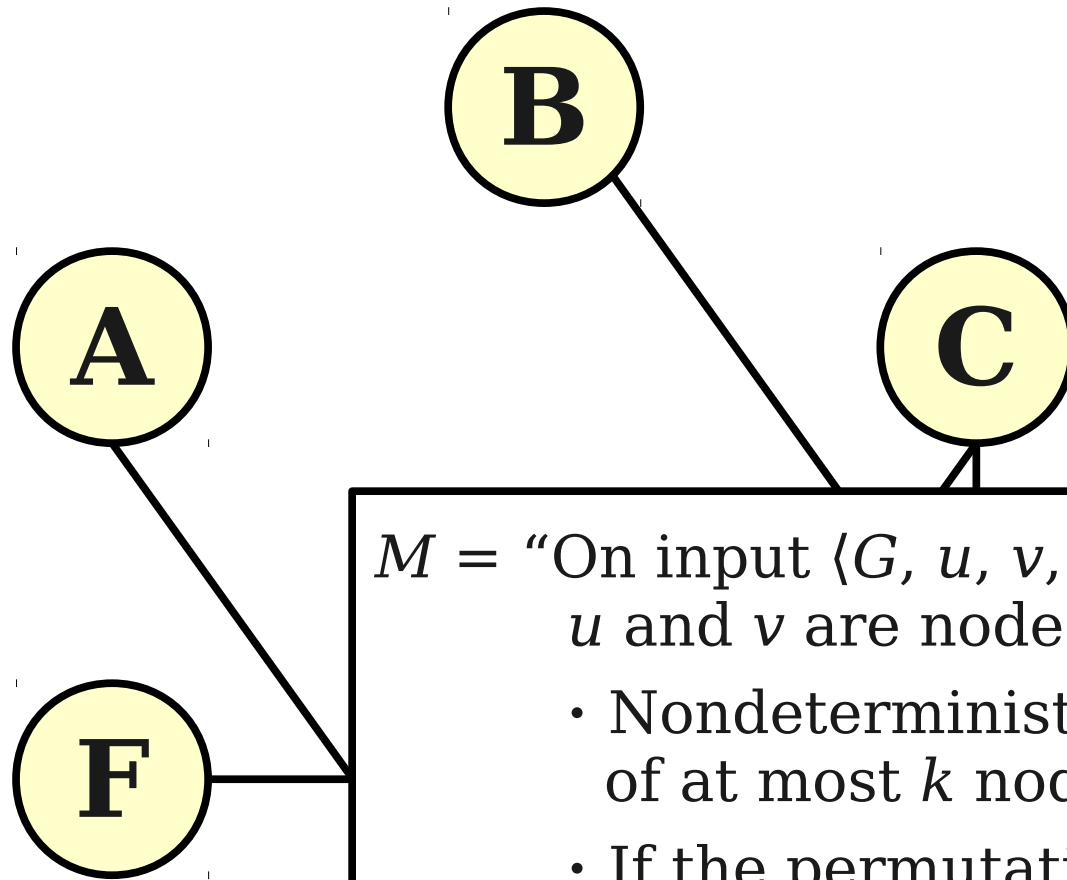 B
A
C
M = “On input ⟨G, u, v,
u and v are node
• Nondeterminist
of at most k nod
F
• If the permutati